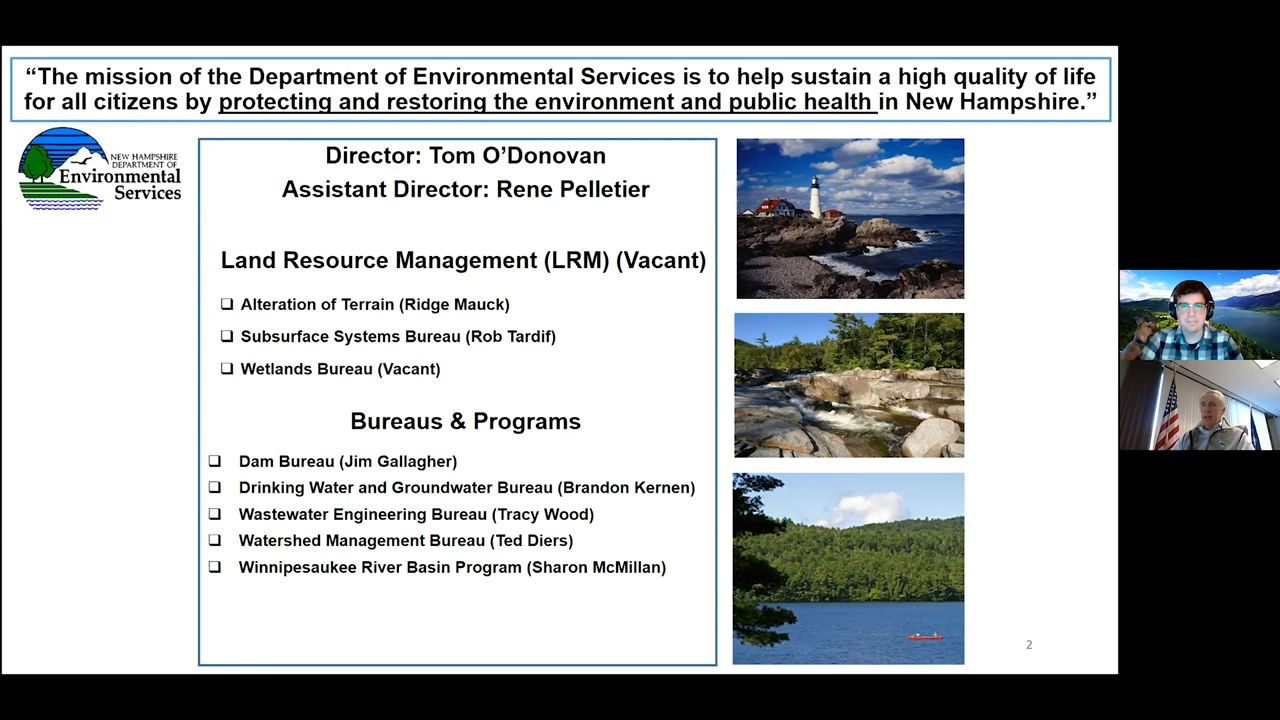 “The mission of the Department of Environmental Services is to help sustain a high quality of life
for all citizens by protecting and restoring the environment and public health in New Hampshire.”
NEW HAMPSHIRE
DEPARTMENT OF
Environmental
Services
Director: Tom O’Donovan
Assistant Director: Rene Pelletier
Land Resource Management (LRM) (Vacant)
Alteration of Terrain (Ridge Mauck)
Subsurface Systems Bureau (Rob Tardif)
Wetlands Bureau (Vacant)
Bureaus & Programs
Dam Bureau (Jim Gallagher)
Drinking Water and Groundwater Bureau (Brandon Kernen)
Wastewater Engineering Bureau (Tracy Wood)
Watershed Management Bureau (Ted Diers)
Winnipesaukee River Basin Program (Sharon McMillan)
2